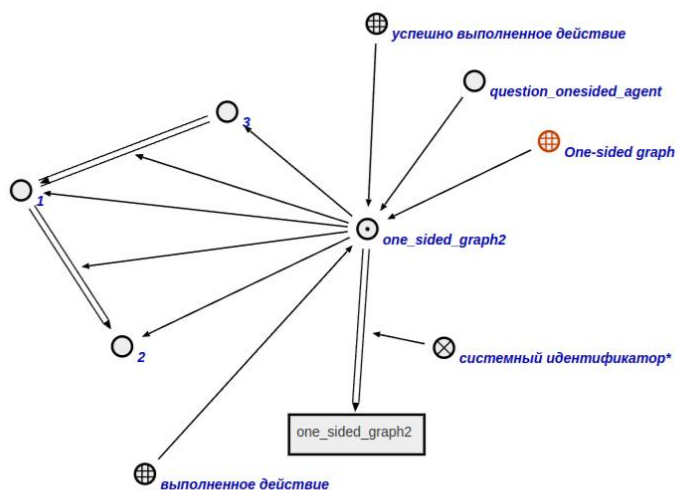 успешно выполненное действие
question_onesided_agent
3
One-sided graph
1
one_sided_graph2
2
системный идентификатор*
one_sided_graph2
выполненное действие